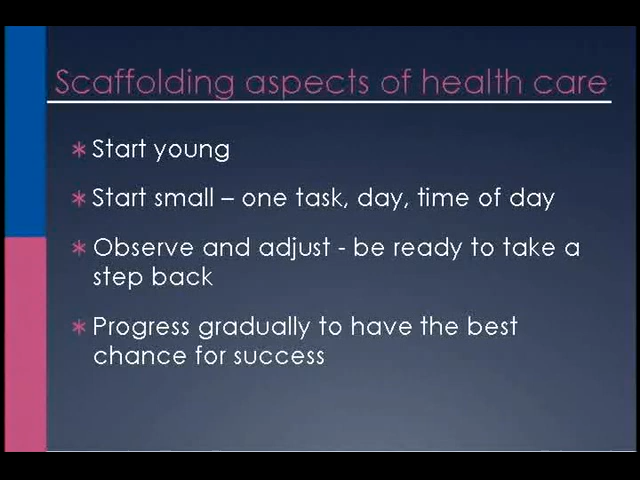 Scaffolding aspects of health care
* Start young
* Start small – one task, day, time of day
* Observe and adjust - be ready to take a
step back
* Progress gradually to have the best
chance for success